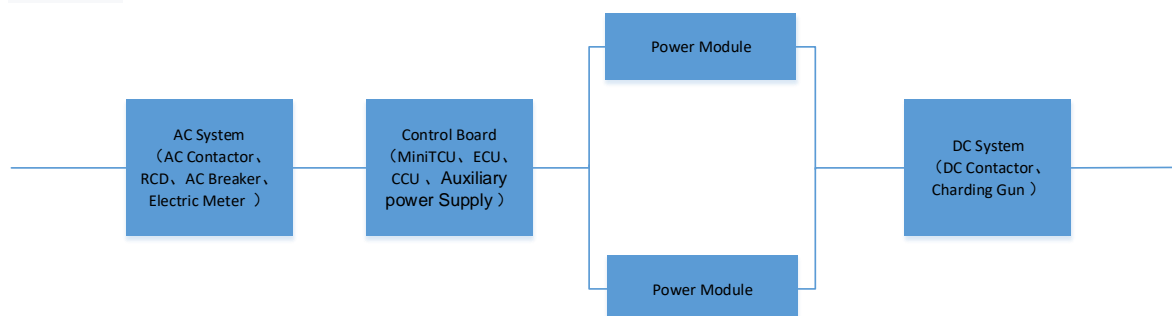 Power Module
AC System
（AC Contactor、
RCD、AC Breaker、
Electric Meter ）
Control Board
（MiniTCU、ECU、
CCU 、Auxiliary
power Supply ）
DC System
（DC Contactor、
Charding Gun ）
Power Module